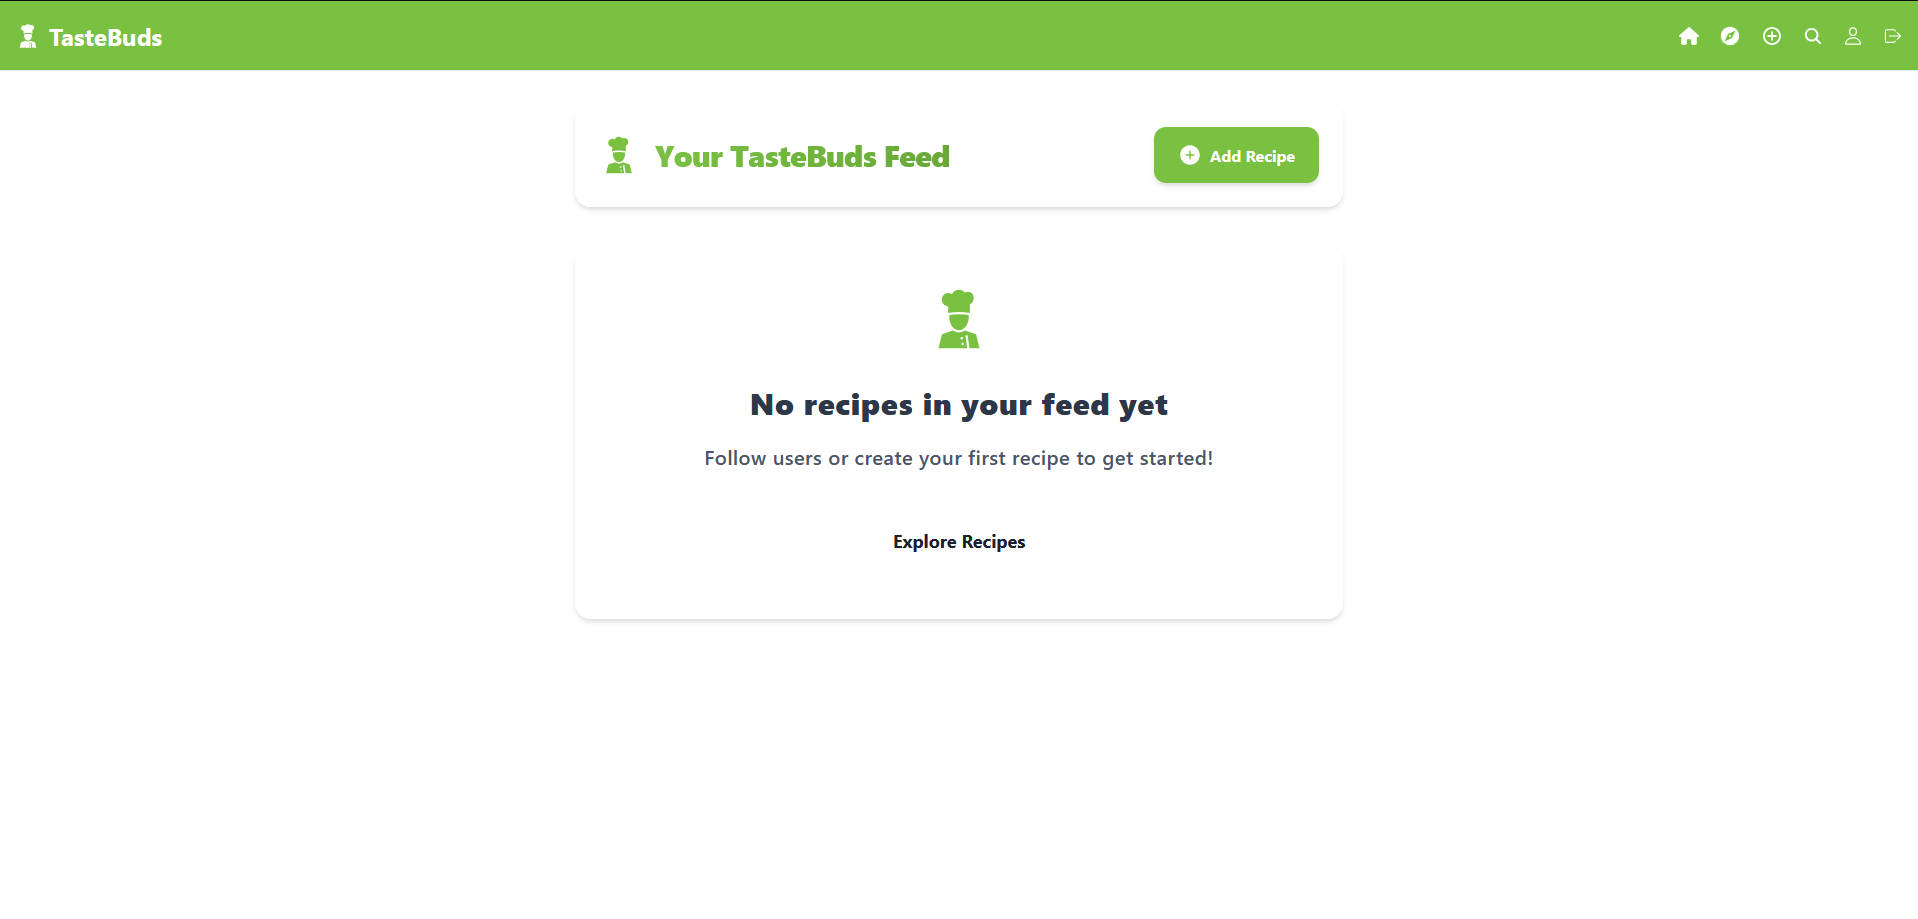 TasteBuds
Your TasteBuds Feed
Add Recipe
No recipes in your feed yet
Follow users or create your first recipe to get started!
Explore Recipes